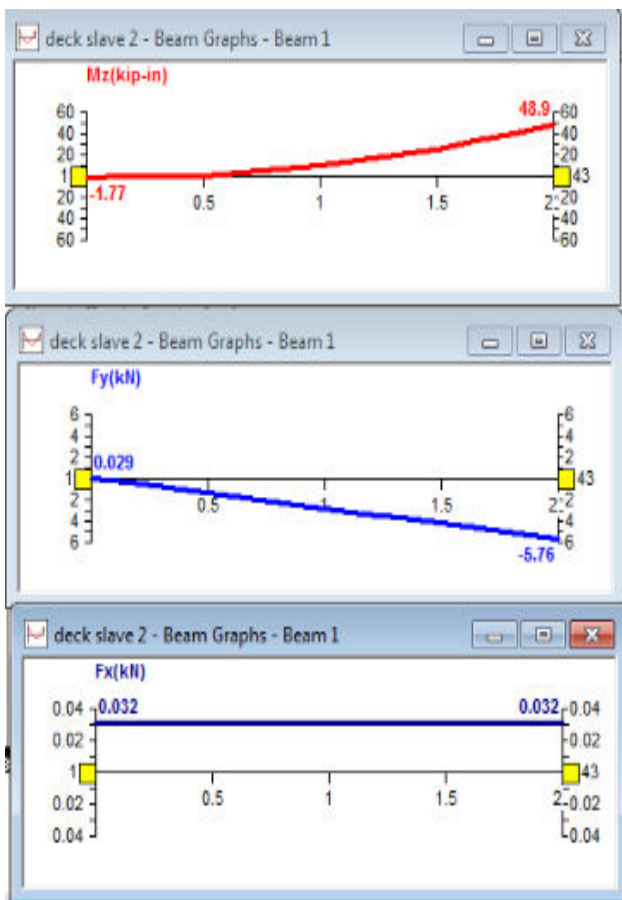 deck slave 2 - Beam Graphs - Beam 1
Mz(kip-in)
60 48.9 60
40 40
20 20
1 43
20 -1.77 0.5 1 1.5 2 20
40 40
60 60
deck slave 2 - Beam Graphs - Beam 1
Fy(kN)
6 6
4 4
2 0.029 2
1 43
2 0.5 1 1.5 2 2
4 4
6 -5.76 6
deck slave 2 - Beam Graphs - Beam 1
Fx(kN)
0.04 0.032 0.032 0.04
0.02 0.02
1 43
0.02 0.5 1 1.5 2 0.02
0.04 0.04